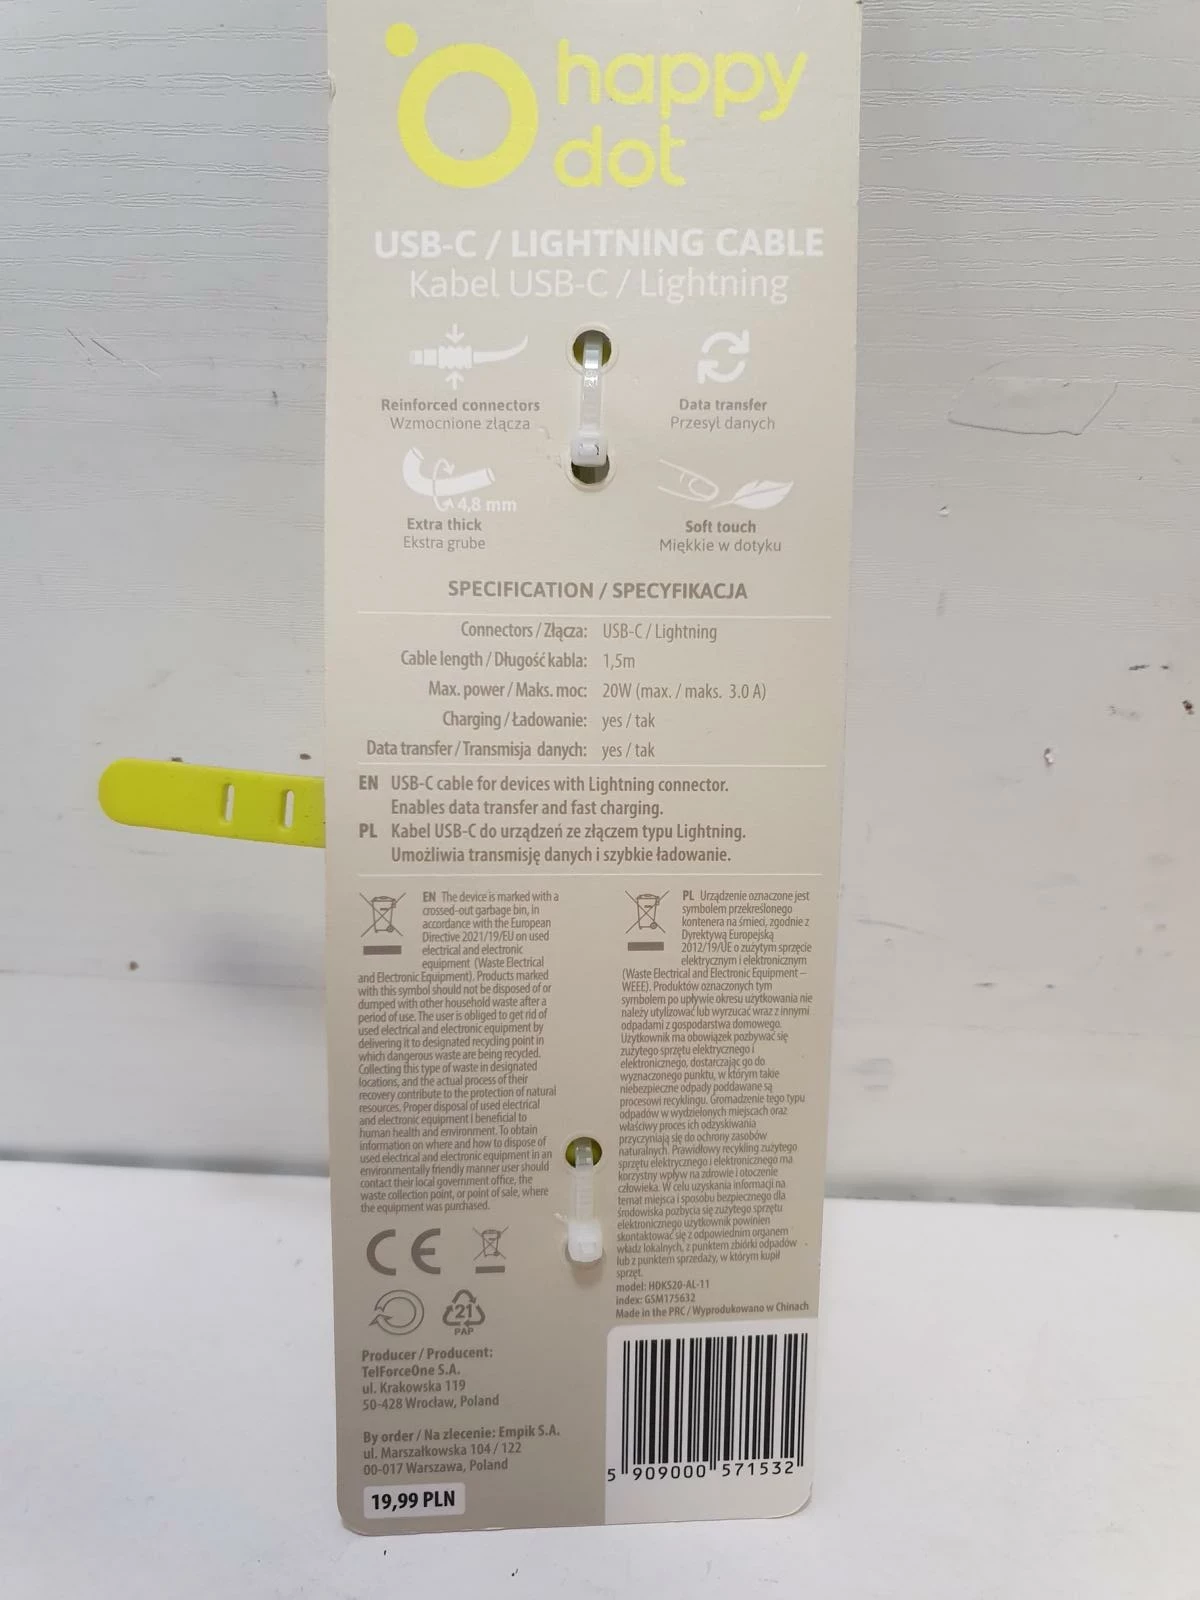 happy
dot
USB-C / LIGHTNING CABLE
Kabel USB-C / Lightning
Reinforced connectors
Wzmocnione złącza
Data transfer
Przesył danych
4,8 mm
Extra thick
Ekstra grube
Soft touch
Miękkie w dotyku
SPECIFICATION / SPECYFIKACJA
Connectors / Złącza: USB-C / Lightning
Cable length / Długość kabla: 1,5m
Max. power / Maks. moc: 20W (max. / maks. 3.0 A)
Charging / Ładowanie: yes / tak
Data transfer / Transmisja danych: yes / tak
EN USB-C cable for devices with Lightning connector.
Enables data transfer and fast charging.
PL Kabel USB-C do urządzeń ze złączem typu Lightning.
Umożliwia transmisję danych i szybkie ładowanie.
EN The device is marked with a
crossed-out garbage bin, in
accordance with the European
Directive 2021/19/EU on used
electrical and electronic
equipment (Waste Electrical
and Electronic Equipment). Products marked
with this symbol should not be disposed of or
dumped with other household waste after a
period of use. The user is obliged to get rid of
used electrical and electronic equipment by
delivering it to designated recycling point in
which dangerous waste are being recycled.
Collecting this type of waste in designated
locations, and the actual process of their
recovery contribute to the protection of natural
resources. Proper disposal of used electrical
and electronic equipment i beneficial to
human health and environment. To obtain
information on where and how to dispose of
used electrical and electronic equipment in an
environmentally friendly manner user should
contact their local government office, the
waste collection point, or point of sale, where
the equipment was purchased.
PL Urządzenie oznaczone jest
symbolem przekreślonego
kontenera na śmieci, zgodnie z
Dyrektywą Europejską
2012/19/UE o zużytym sprzęcie
elektrycznym i elektronicznym
(Waste Electrical and Electronic Equipment –
WEEE). Produktów oznaczonych tym
symbolem po upływie okresu użytkowania nie
należy utylizować lub wyrzucać wraz z innymi
odpadami z gospodarstwa domowego.
Użytkownik ma obowiązek pozbywać się
zużytego sprzętu elektrycznego i
elektronicznego, dostarczając go do
wyznaczonego punktu, w którym takie
niebezpieczne odpady poddawane są
procesowi recyklingu. Gromadzenie tego typu
odpadów w wydzielonych miejscach oraz
właściwy proces ich odzyskiwania
przyczyniają się do ochrony zasobów
naturalnych. Prawidłowy recykling zużytego
sprzętu elektrycznego i elektronicznego ma
korzystny wpływ na zdrowie i otoczenie
człowieka. W celu uzyskania informacji na
temat miejsca i sposobu bezpiecznego dla
środowiska pozbycia się zużytego sprzętu
elektronicznego użytkownik powinien
skontaktować się z odpowiednim organem
władz lokalnych, z punktem zbiórki odpadów
lub z punktem sprzedaży, w którym kupił
sprzęt.
model: HDKS20-AL-11
index: GSM175632
Made in the PRC / Wyprodukowano w Chinach
CE
21
PAP
Producer / Producent:
TelForceOne S.A.
ul. Krakowska 119
50-428 Wrocław, Poland
By order / Na zlecenie: Empik S.A.
ul. Marszałkowska 104 / 122
00-017 Warszawa, Poland
19,99 PLN
5 909000 571532